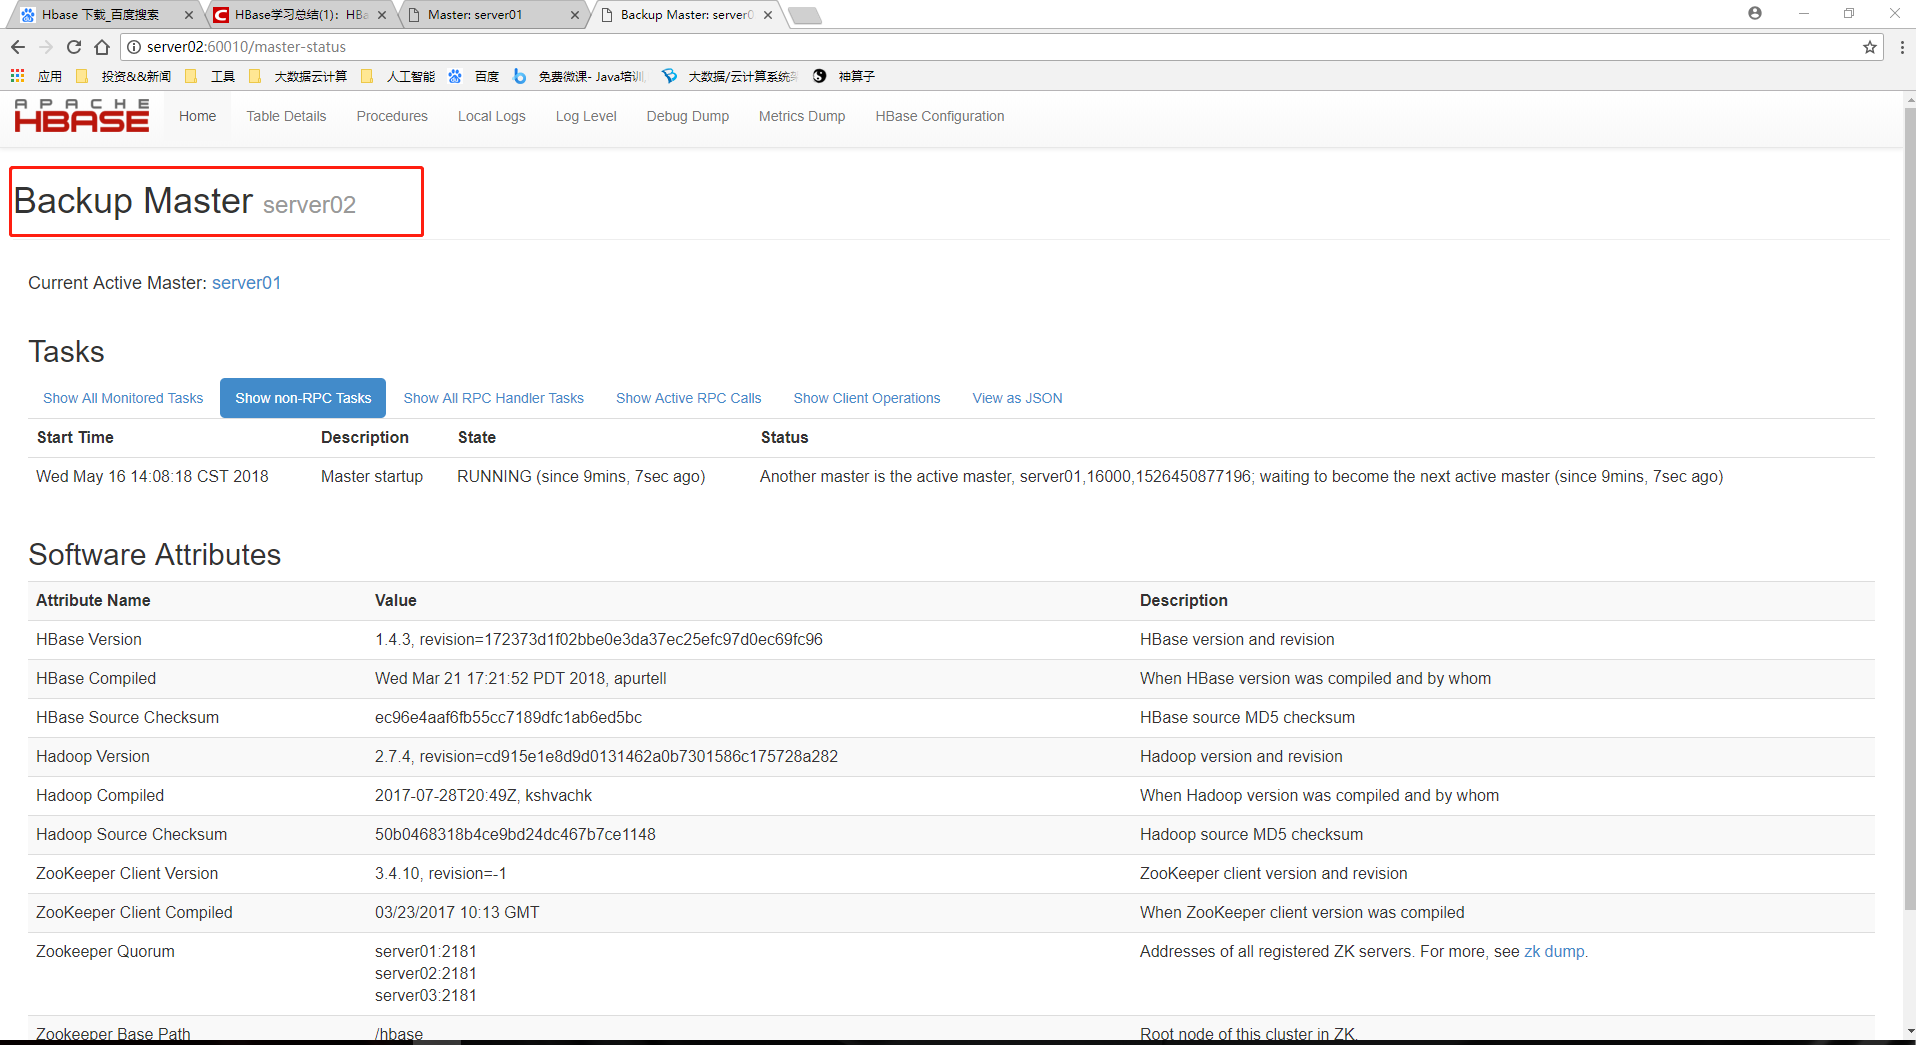 Hbase 下载_百度搜索
HBase学习总结(1)：HBa
Master: server01
Backup Master: server0
server02:60010/master-status
应用 投资&&新闻 工具 大数据云计算 人工智能 百度 免费微课- Java培训 大数据/云计算系统 神算子
APACHE
HBASE
Home Table Details Procedures Local Logs Log Level Debug Dump Metrics Dump HBase Configuration
Backup Master server02
Current Active Master: server01
Tasks
Show All Monitored Tasks Show non-RPC Tasks Show All RPC Handler Tasks Show Active RPC Calls Show Client Operations View as JSON
Start Time Description State Status
Wed May 16 14:08:18 CST 2018 Master startup RUNNING (since 9mins, 7sec ago) Another master is the active master, server01,16000,1526450877196; waiting to become the next active master (since 9mins, 7sec ago)
Software Attributes
Attribute Name Value Description
HBase Version 1.4.3, revision=172373d1f02bbe0e3da37ec25efc97d0ec69fc96 HBase version and revision
HBase Compiled Wed Mar 21 17:21:52 PDT 2018, apurtell When HBase version was compiled and by whom
HBase Source Checksum ec96e4aaf6fb55cc7189dfc1ab6ed5bc HBase source MD5 checksum
Hadoop Version 2.7.4, revision=cd915e1e8d9d0131462a0b7301586c175728a282 Hadoop version and revision
Hadoop Compiled 2017-07-28T20:49Z, kshvachk When Hadoop version was compiled and by whom
Hadoop Source Checksum 50b0468318b4ce9bd24dc467b7ce1148 Hadoop source MD5 checksum
ZooKeeper Client Version 3.4.10, revision=-1 ZooKeeper client version and revision
ZooKeeper Client Compiled 03/23/2017 10:13 GMT When ZooKeeper client version was compiled
Zookeeper Quorum server01:2181 Addresses of all registered ZK servers. For more, see zk dump.
server02:2181
server03:2181
Zookeeper Base Path /hbase Root node of this cluster in ZK.